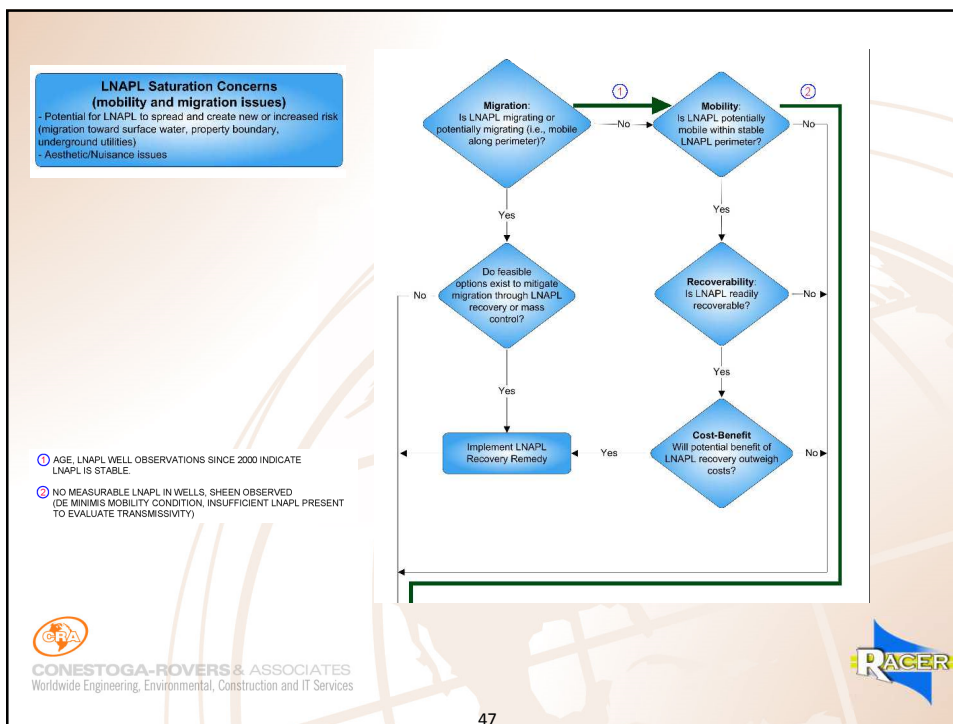 LNAPL Saturation Concerns
(mobility and migration issues)
- Potential for LNAPL to spread and create new or increased risk
(migration toward surface water, property boundary,
underground utilities)
- Aesthetic/Nuisance issues
Migration:
Is LNAPL migrating or
potentially migrating (i.e., mobile
along perimeter)?
1
No
Mobility:
Is LNAPL potentially
mobile within stable
LNAPL perimeter?
2
No
Yes
Yes
No
Do feasible
options exist to mitigate
migration through LNAPL
recovery or mass
control?
Recoverability:
Is LNAPL readily
recoverable?
No
Yes
Yes
Implement LNAPL
Recovery Remedy
Yes
Cost-Benefit
Will potential benefit of
LNAPL recovery outweigh
costs?
No
1 AGE, LNAPL WELL OBSERVATIONS SINCE 2000 INDICATE
LNAPL IS STABLE.
2 NO MEASURABLE LNAPL IN WELLS, SHEEN OBSERVED
(DE MINIMIS MOBILITY CONDITION, INSUFFICIENT LNAPL PRESENT
TO EVALUATE TRANSMISSIVITY)
CRA
CONESTOGA-ROVERS & ASSOCIATES
Worldwide Engineering, Environmental, Construction and IT Services
RACER
47